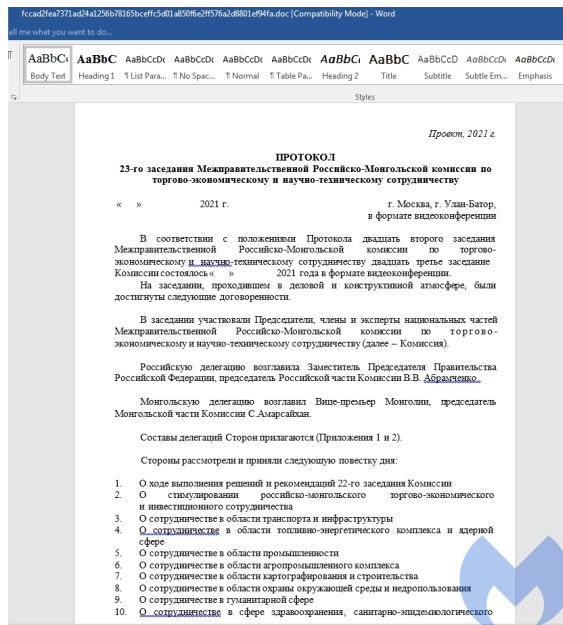 fccad2fea7371ad24a1256b78165bceffc5d01a850f6e2ff576a2d8801ef94fa.doc [Compatibility Mode] - Word
ell me what you want to do...
AaBbCc AaBbC AaBbCcDc AaBbCcDc AaBbCcDc AaBbCcDc AaBbCc AaBbC AaBbCcD AaBbCcDt AaBbCcDt
Body Text Heading 1 ¶ List Para... ¶ No Spac... ¶ Normal ¶ Table Pa... Heading 2 Title Subtitle Subtle Em... Emphasis
Styles
Проект, 2021 г.
ПРОТОКОЛ
23-го заседания Межправительственной Российско-Монгольской комиссии по
торгово-экономическому и научно-техническому сотрудничеству
« » 2021 г. г. Москва, г. Улан-Батор,
в формате видеоконференции
В соответствии с положениями Протокола двадцать второго заседания
Межправительственной Российско-Монгольской комиссии по торгово-
экономическому и научно-техническому сотрудничеству двадцать третье заседание
Комиссии состоялось « » 2021 года в формате видеоконференции.
На заседании, проходившем в деловой и конструктивной атмосфере, были
достигнуты следующие договоренности.
В заседании участвовали Председатели, члены и эксперты национальных частей
Межправительственной Российско-Монгольской комиссии по торгово-
экономическому и научно-техническому сотрудничеству (далее – Комиссия).
Российскую делегацию возглавила Заместитель Председателя Правительства
Российской Федерации, председатель Российской части Комиссии В.В. Абрамченко.
Монгольскую делегацию возглавил Вице-премьер Монголии, председатель
Монгольской части Комиссии С.Амарсайхан.
Составы делегаций Сторон прилагаются (Приложения 1 и 2).
Стороны рассмотрели и приняли следующую повестку дня:
1. О ходе выполнения решений и рекомендаций 22-го заседания Комиссии
2. О стимулировании российско-монгольского торгово-экономического
и инвестиционного сотрудничества
3. О сотрудничестве в области транспорта и инфраструктуры
4. О сотрудничестве в области топливно-энергетического комплекса и ядерной
сфере
5. О сотрудничестве в области промышленности
6. О сотрудничестве в области агропромышленного комплекса
7. О сотрудничестве в области картографирования и строительства
8. О сотрудничестве в области охраны окружающей среды и недропользования
9. О сотрудничестве в гуманитарной сфере
10. О сотрудничестве в сфере здравоохранения, санитарно-эпидемиологического